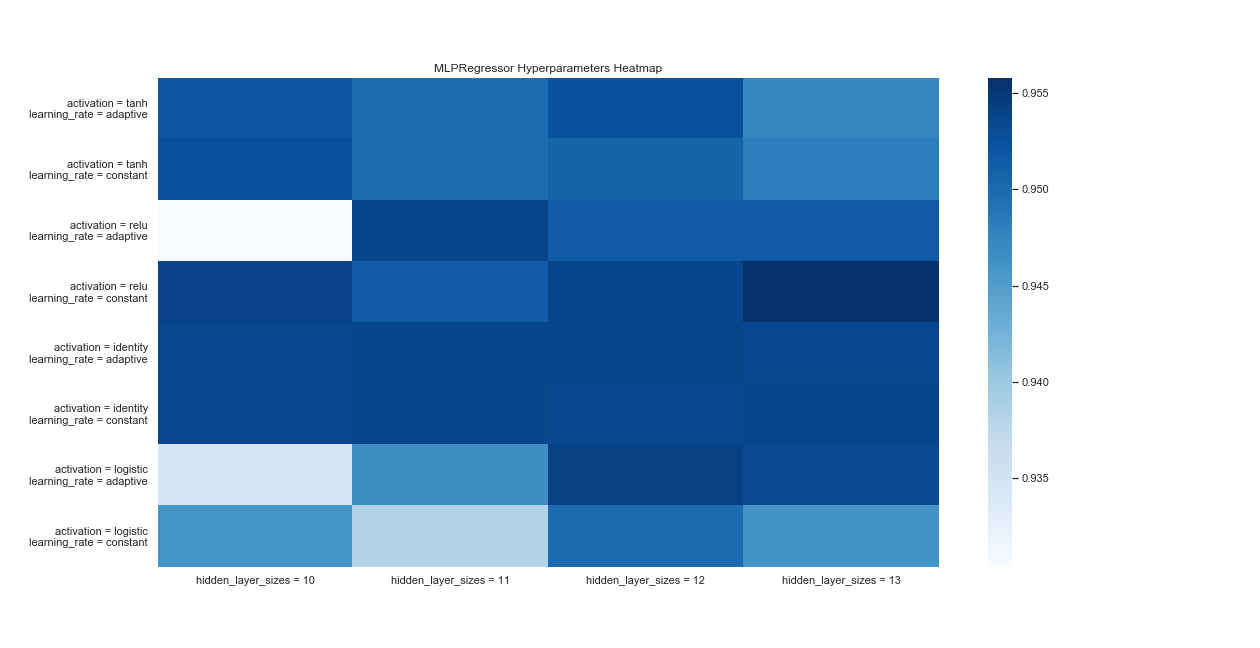 MLPRegressor Hyperparameters Heatmap
activation = tanh
learning_rate = adaptive
activation = tanh
learning_rate = constant
activation = relu
learning_rate = adaptive
activation = relu
learning_rate = constant
activation = identity
learning_rate = adaptive
activation = identity
learning_rate = constant
activation = logistic
learning_rate = adaptive
activation = logistic
learning_rate = constant
hidden_layer_sizes = 10
hidden_layer_sizes = 11
hidden_layer_sizes = 12
hidden_layer_sizes = 13
0.955
0.950
0.945
0.940
0.935